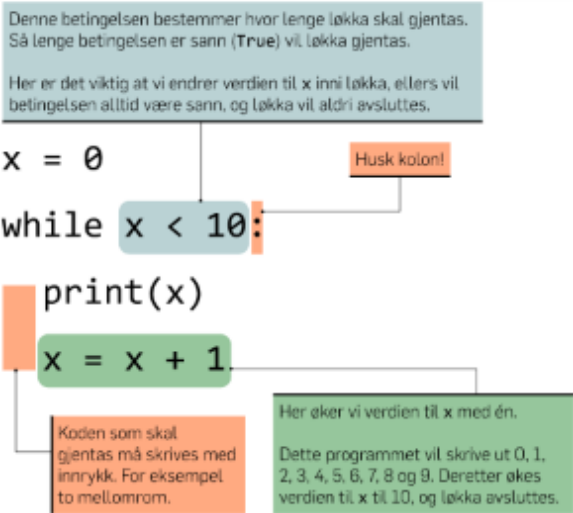 Denne betingelsen bestemmer hvor lenge løkka skal gjentas.
Så lenge betingelsen er sann (True) vil løkka gjentas.
Her er det viktig at vi endrer verdien til x inni løkka, ellers vil
betingelsen alltid være sann, og løkka vil aldri avsluttes.
x = 0
Husk kolon!
while x < 10:
print(x)
x = x + 1
Koden som skal
gjentas må skrives med
innrykk. For eksempel
to mellomrom.
Her øker vi verdien til x med én.
Dette programmet vil skrive ut 0, 1,
2, 3, 4, 5, 6, 7, 8 og 9. Deretter økes
verdien til x til 10, og løkka avsluttes.